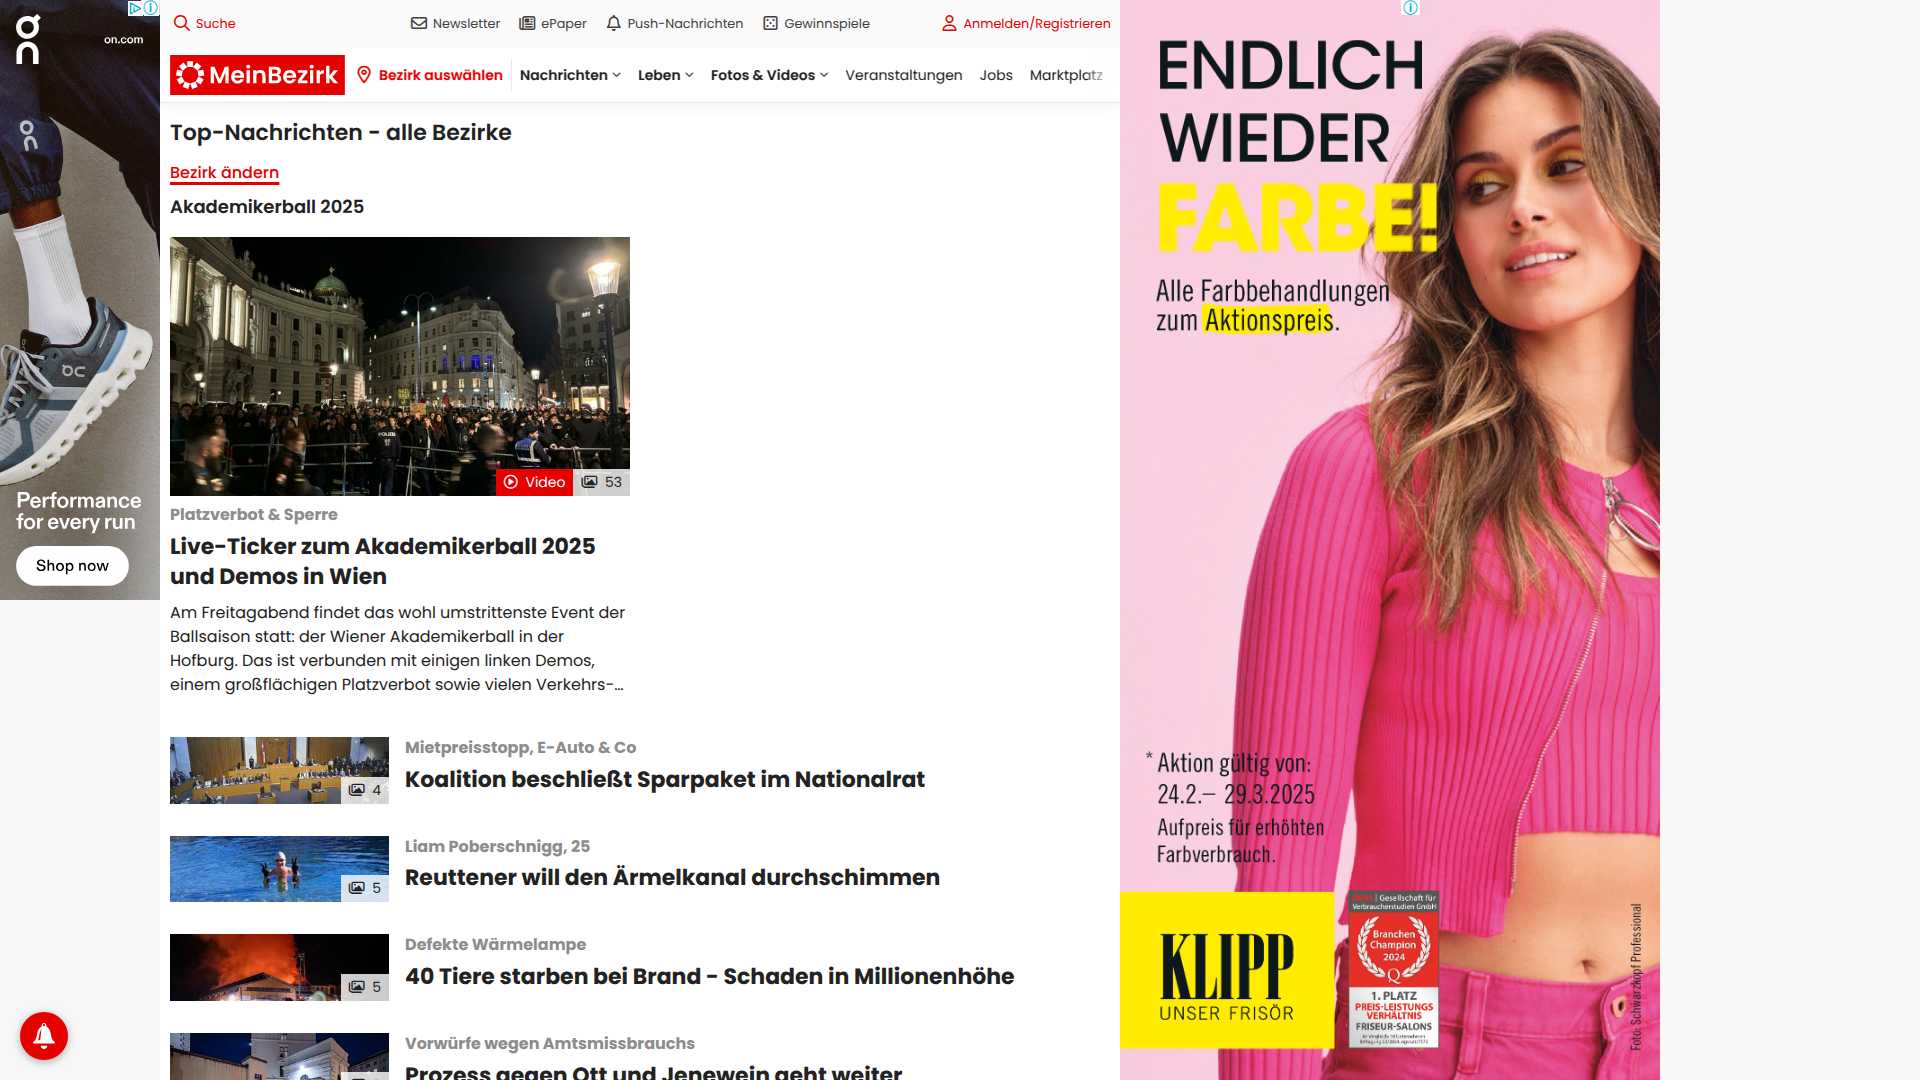 on.com
Performance
for every run
Shop now
Suche
Newsletter
ePaper
Push-Nachrichten
Gewinnspiele
Anmelden/Registrieren
MeinBezirk
Bezirk auswählen
Nachrichten
Leben
Fotos & Videos
Veranstaltungen
Jobs
Marktplatz
Top-Nachrichten - alle Bezirke
Bezirk ändern
Akademikerball 2025
Video
53
Platzverbot & Sperre
Live-Ticker zum Akademikerball 2025
und Demos in Wien
Am Freitagabend findet das wohl umstrittenste Event der
Ballsaison statt: der Wiener Akademikerball in der
Hofburg. Das ist verbunden mit einigen linken Demos,
einem großflächigen Platzverbot sowie vielen Verkehrs-...
4
Mietpreisstopp, E-Auto & Co
Koalition beschließt Sparpaket im Nationalrat
5
Liam Poberschnigg, 25
Reuttener will den Ärmelkanal durchschimmen
5
Defekte Wärmelampe
40 Tiere starben bei Brand - Schaden in Millionenhöhe
Vorwürfe wegen Amtsmissbrauchs
Prozess gegen Ott und Jenewein geht weiter
ENDLICH
WIEDER
FARBE!
Alle Farbbehandlungen
zum Aktionspreis.
* Aktion gültig von:
24.2.– 29.3.2025
Aufpreis für erhöhten
Farbverbrauch.
KLIPP
UNSER FRISÖR
Gesellschaft für
Verbraucherstudien GmbH
Branchen
Champion
2024
1. PLATZ
PREIS-LEISTUNGS
VERHÄLTNIS
FRISEUR-SALONS
Foto: Schwarzkopf Professional